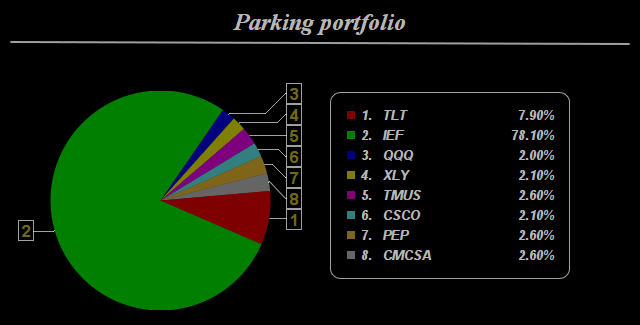 Parking portfolio
3
4
5
6
7
8
1
2
1. TLT 7.90%
2. IEF 78.10%
3. QQQ 2.00%
4. XLY 2.10%
5. TMUS 2.60%
6. CSCO 2.10%
7. PEP 2.60%
8. CMCSA 2.60%